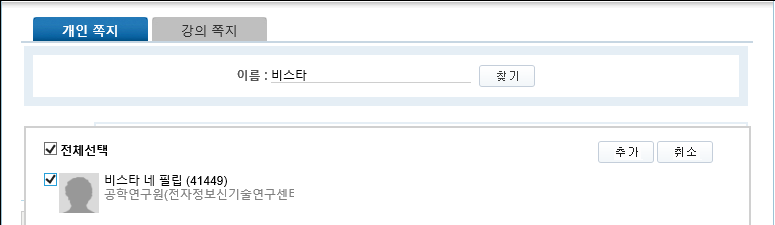 개인 쪽지 강의 쪽지
이름 : 비스타 찾기
전체선택 추가 취소
비스타 네 필립 (41449)
공학연구원(전자정보신기술연구센E